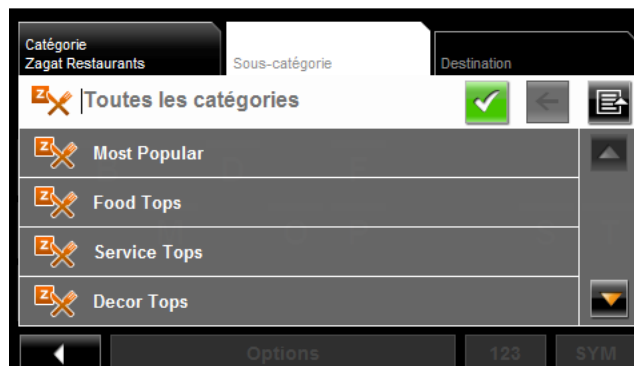 Catégorie
Zagat Restaurants
Sous-catégorie
Destination
Toutes les catégories
Most Popular
Food Tops
Service Tops
Decor Tops
Options
123
SYM